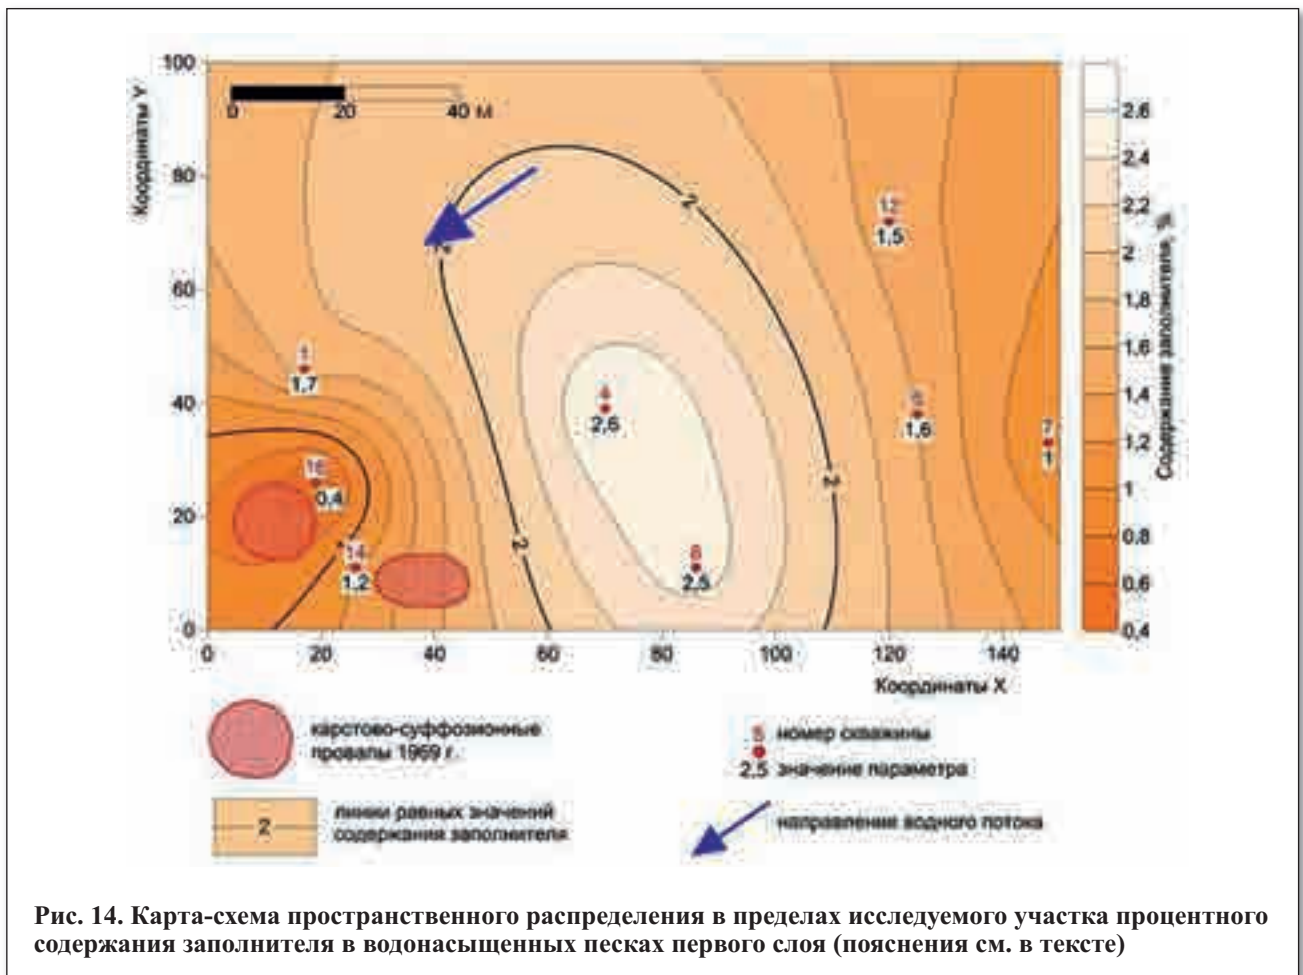 100
80
60
40
20
0
Координаты Y
0 20 40 м
2
2
2
2
12
1,5
1
1,7
4
2,6
1,6
7
1
16
0,4
14
1,2
8
2,5
0 20 40 60 80 100 120 140
Координаты X
2,6
2,4
2,2
2
1,8
1,6
1,4
1,2
1
0,8
0,6
0,4
Содержание заполнителя, %
карстово-суффозионные
провалы 1969 г.
2
линии равных значений
содержания заполнителя
номер скважины
2,5 значение параметра
направление водного потока
Рис. 14. Карта-схема пространственного распределения в пределах исследуемого участка процентного
содержания заполнителя в водонасыщенных песках первого слоя (пояснения см. в тексте)